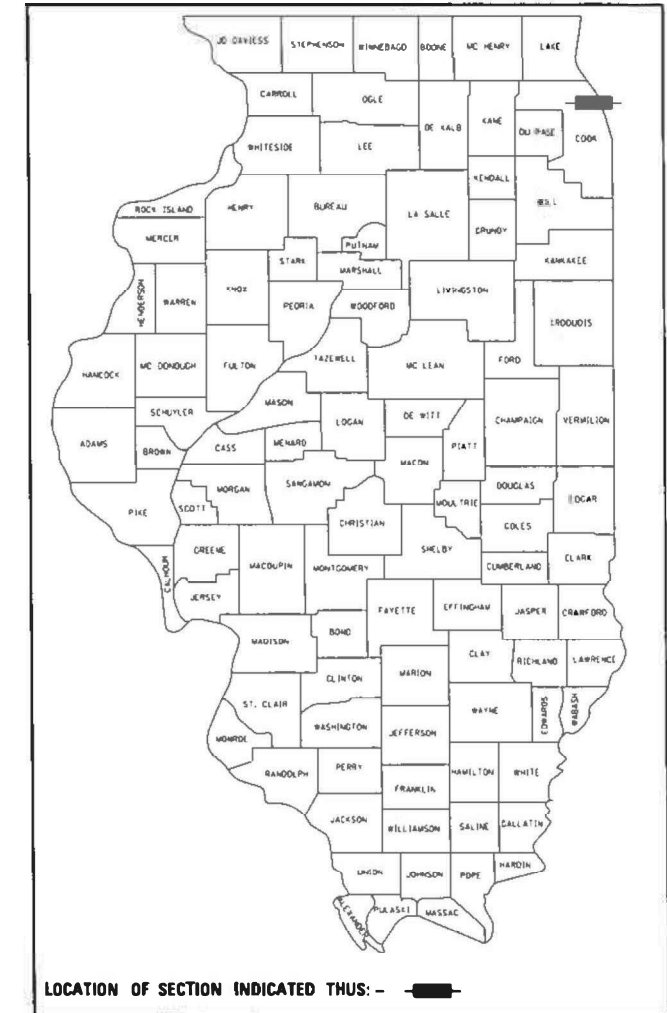 JO DAVIESS STEPHENSON WINNEBAGO BOONE MC HENRY LAKE
CARROLL OGLE DE KALB KANE DU PAGE COOK
WHITESIDE LEE
KENDALL WILL
ROCK ISLAND HENRY BUREAU LA SALLE GRUNDY
MERCER PUTNAM
STARK MARSHALL KANKAKEE
HENDERSON WARREN KNOX PEORIA WOODFORD LIVINGSTON IROQUOIS
HANCOCK MC DONOUGH FULTON TAZEWELL MC LEAN FORD
SCHUYLER MASON LOGAN DE WITT CHAMPAIGN VERMILION
ADAMS BROWN CASS MENARD PIATT
MACON
MORGAN SANGAMON DOUGLAS EDGAR
PIKE SCOTT CHRISTIAN MOULTRIE COLES
GREENE MACOUPIN MONTGOMERY SHELBY CUMBERLAND CLARK
CALHOUN JERSEY FAYETTE EFFINGHAM JASPER CRAWFORD
MADISON BOND
CLINTON MARION CLAY RICHLAND LAWRENCE
ST. CLAIR WAYNE EDWARDS WABASH
MONROE WASHINGTON JEFFERSON
RANDOLPH PERRY FRANKLIN HAMILTON WHITE
JACKSON WILLIAMSON SALINE GALLATIN
UNION JOHNSON POPE HARDIN
ALEXANDER PULASKI MASSAC
LOCATION OF SECTION INDICATED THUS: -